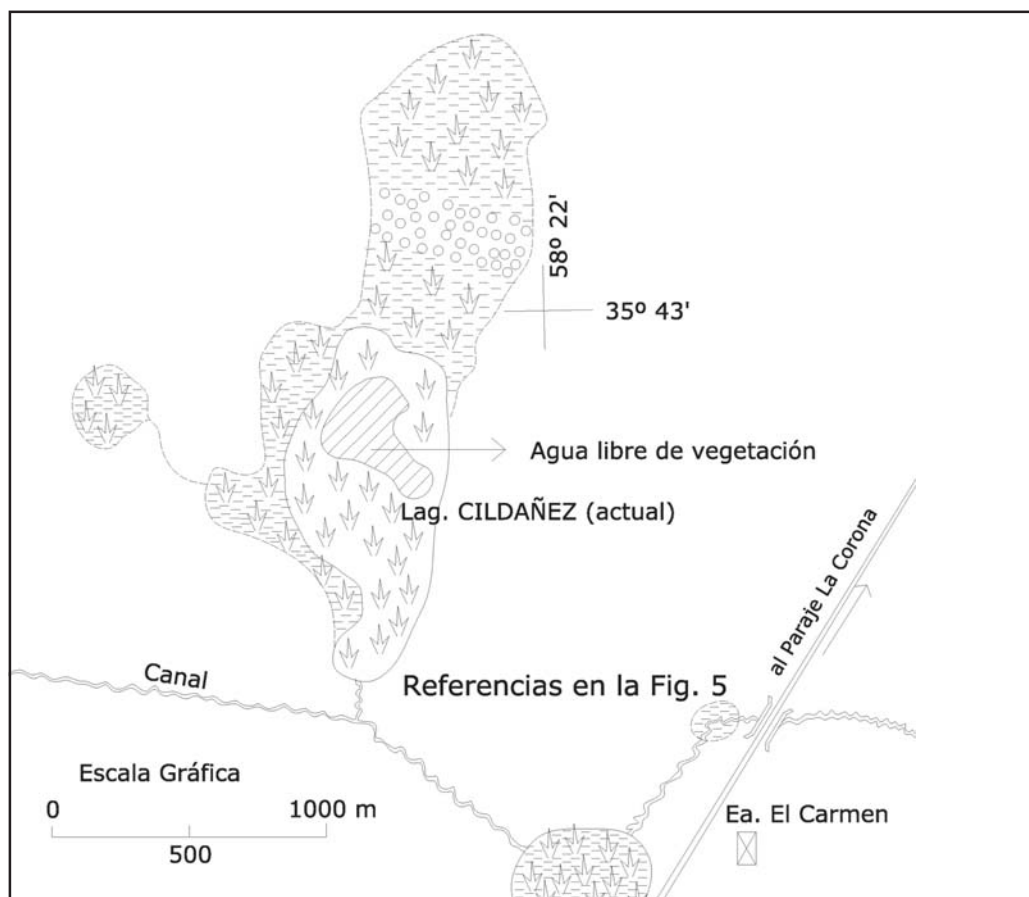 58º 22'
35º 43'
Agua libre de vegetación
Lag. CILDAÑEZ (actual)
al Paraje La Corona
Canal
Referencias en la Fig. 5
Escala Gráfica
0 1000 m
500
Ea. El Carmen